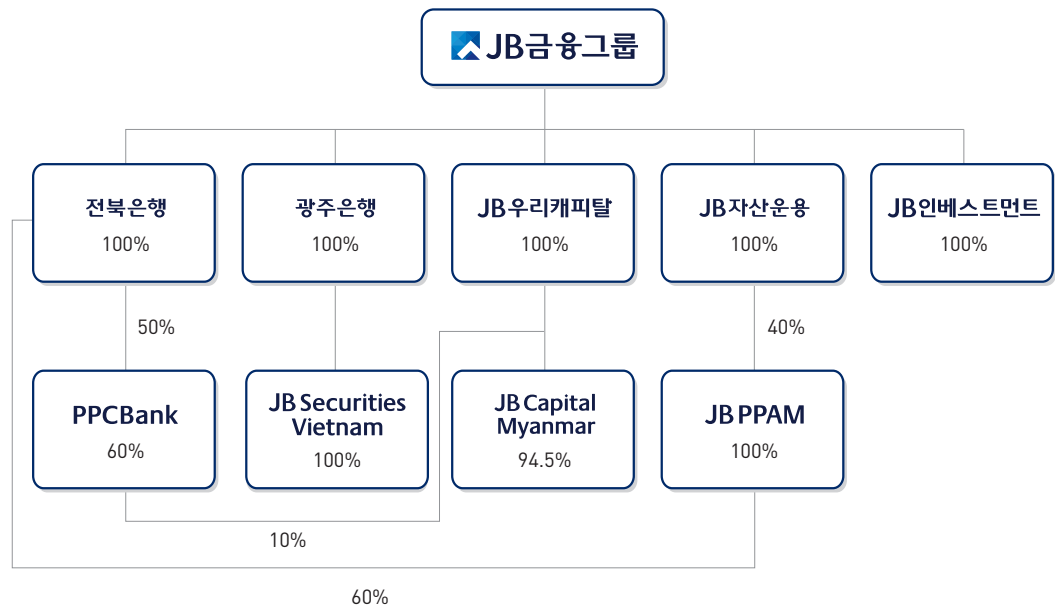 JB금융그룹
전북은행
100%
광주은행
100%
JB우리캐피탈
100%
JB자산운용
100%
JB인베스트먼트
100%
50%
40%
PPCBank
60%
JB Securities
Vietnam
100%
JB Capital
Myanmar
94.5%
JB PPAM
100%
10%
60%